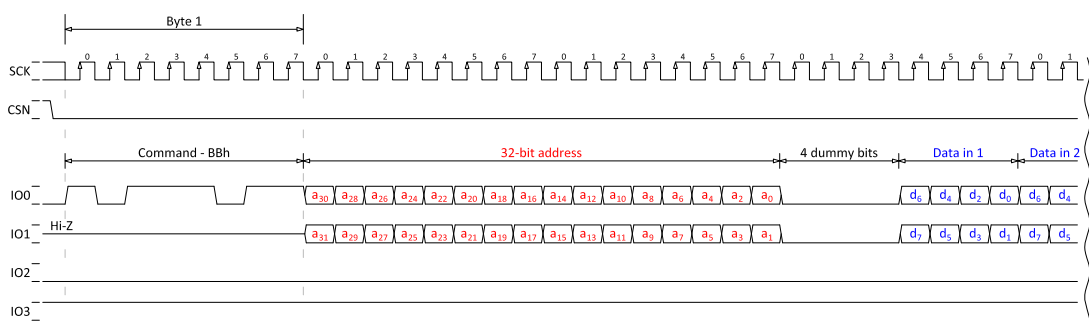 Byte 1
0 1 2 3 4 5 6 7 0 1 2 3 4 5 6 7 0 1 2 3 4 5 6 7 0 1 2 3 4 5 6 7 0 1
SCK
CSN
Command - BBh 32-bit address 4 dummy bits Data in 1 Data in 2
IO0 a30 a28 a26 a24 a22 a20 a18 a16 a14 a12 a10 a8 a6 a4 a2 a0 d6 d4 d2 d0 d6 d4
Hi-Z
IO1 a31 a29 a27 a25 a23 a21 a19 a17 a15 a13 a11 a9 a7 a5 a3 a1 d7 d5 d3 d1 d7 d5
IO2
IO3